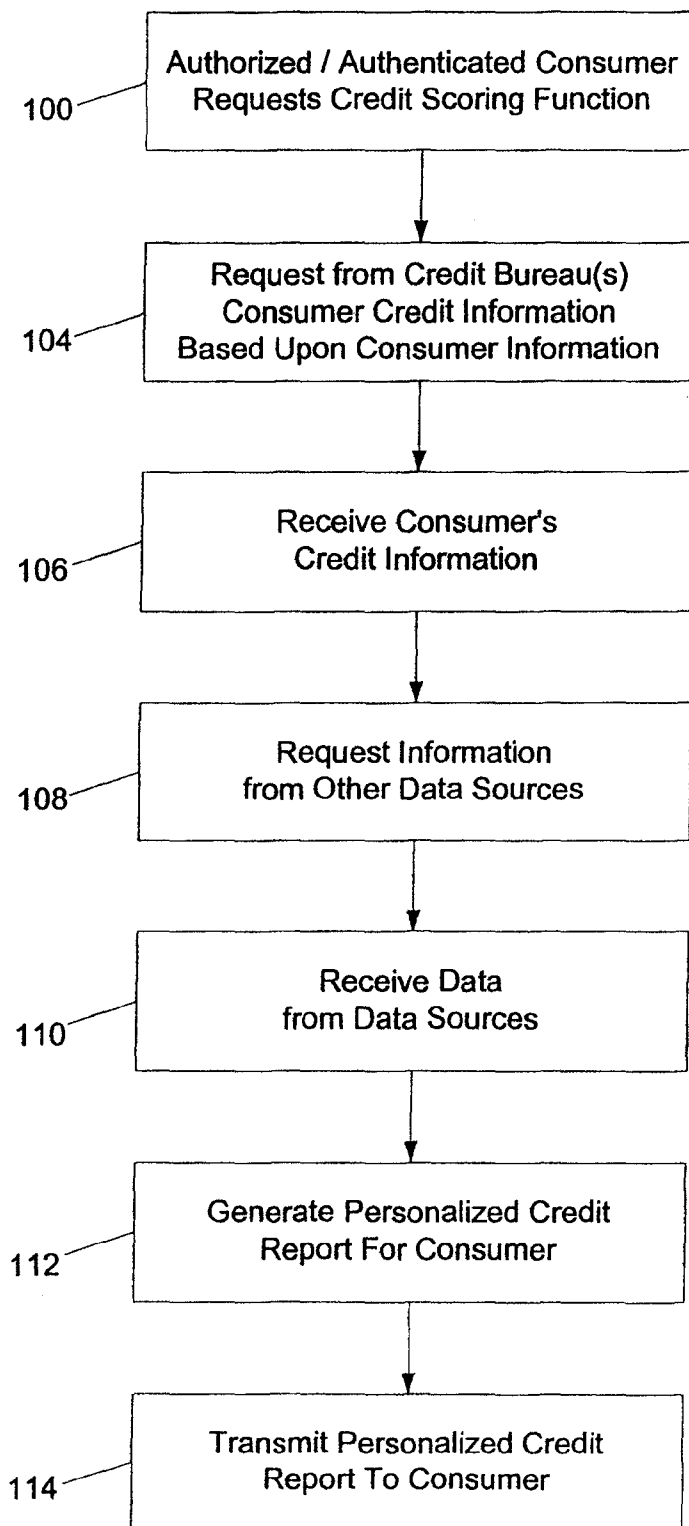 100
Authorized / Authenticated Consumer
Requests Credit Scoring Function
104
Request from Credit Bureau(s)
Consumer Credit Information
Based Upon Consumer Information
106
Receive Consumer's
Credit Information
108
Request Information
from Other Data Sources
110
Receive Data
from Data Sources
112
Generate Personalized Credit
Report For Consumer
114
Transmit Personalized Credit
Report To Consumer